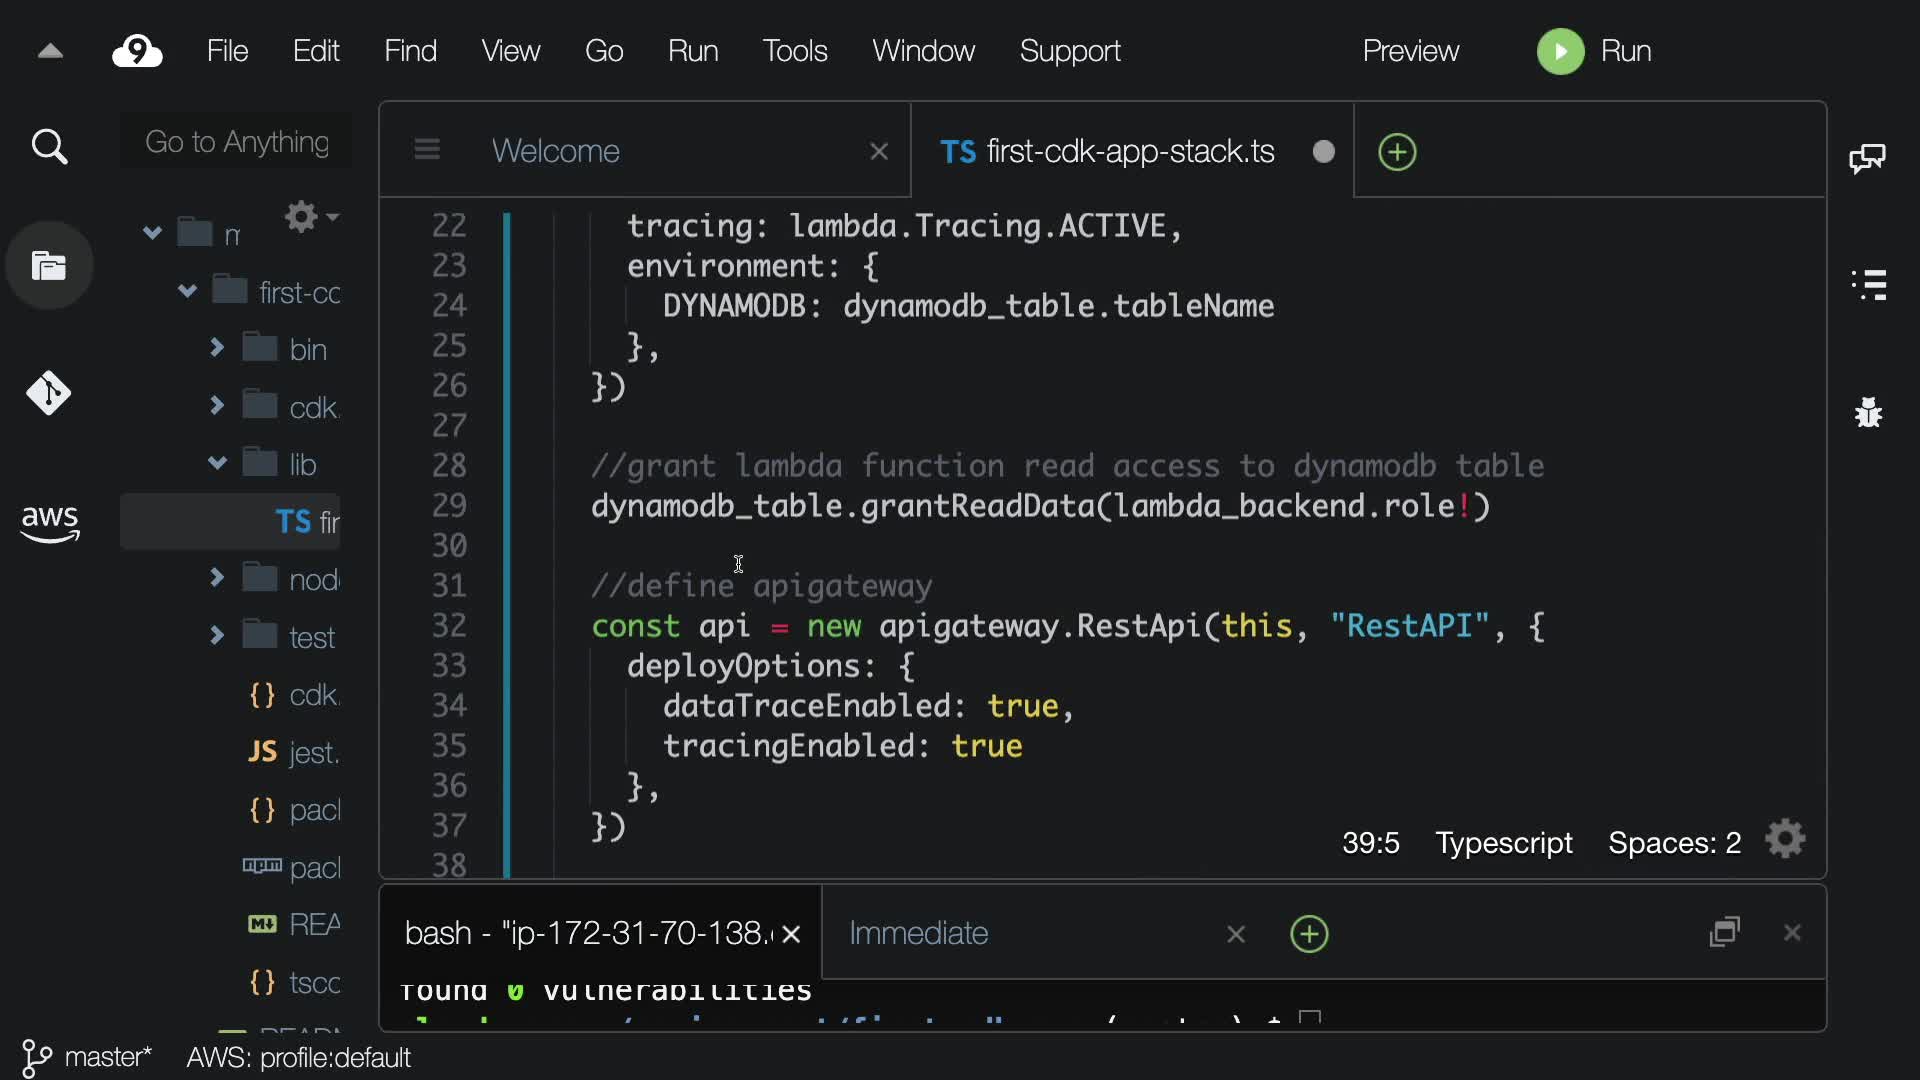 9 File Edit Find View Go Run Tools Window Support Preview Run
Go to Anything
Welcome
TS first-cdk-app-stack.ts
m
first-cc
bin
cdk.
lib
TS fir
nod
test
{} cdk.
JS jest.
{} pacl
npm pacl
M↓ REA
{} tscc
aws
22 tracing: lambda.Tracing.ACTIVE,
23 environment: {
24 DYNAMODB: dynamodb_table.tableName
25 },
26 })
27
28 //grant lambda function read access to dynamodb table
29 dynamodb_table.grantReadData(lambda_backend.role!)
30
31 //define apigateway
32 const api = new apigateway.RestApi(this, "RestAPI", {
33 deployOptions: {
34 dataTraceEnabled: true,
35 tracingEnabled: true
36 },
37 })
38
39:5 Typescript Spaces: 2
bash - "ip-172-31-70-138.
Immediate
found 0 vulnerabilities
master* AWS: profile:default